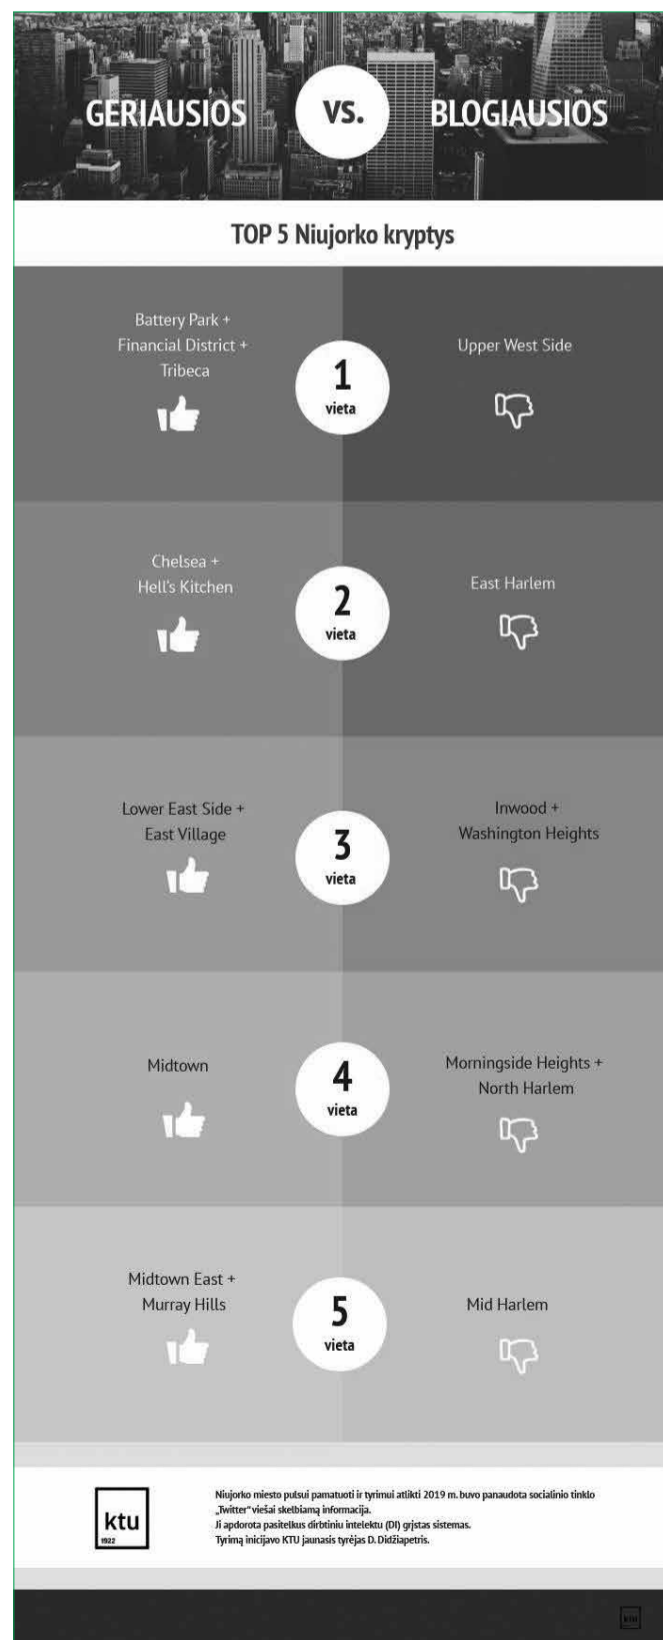 GERIAUSIOS
VS.
BLOGIAUSIOS
TOP 5 Niujorko kryptys
Battery Park +
Financial District +
Tribeca
1
vieta
Upper West Side
Chelsea +
Hell's Kitchen
2
vieta
East Harlem
Lower East Side +
East Village
3
vieta
Inwood +
Washington Heights
Midtown
4
vieta
Morningside Heights +
North Harlem
Midtown East +
Murray Hills
5
vieta
Mid Harlem
ktu
1922
Niujorko miesto pulsui pamatuoti ir tyrimui atlikti 2019 m. buvo panaudota socialinio tinklo
„Twitter“ viešai skelbiamą informacija.
Ji apdorota pasitelkus dirbtiniu intelektu (DI) grįstas sistemas.
Tyrimą inicijavo KTU jaunasis tyrėjas D. Didžiapetris.
ktu